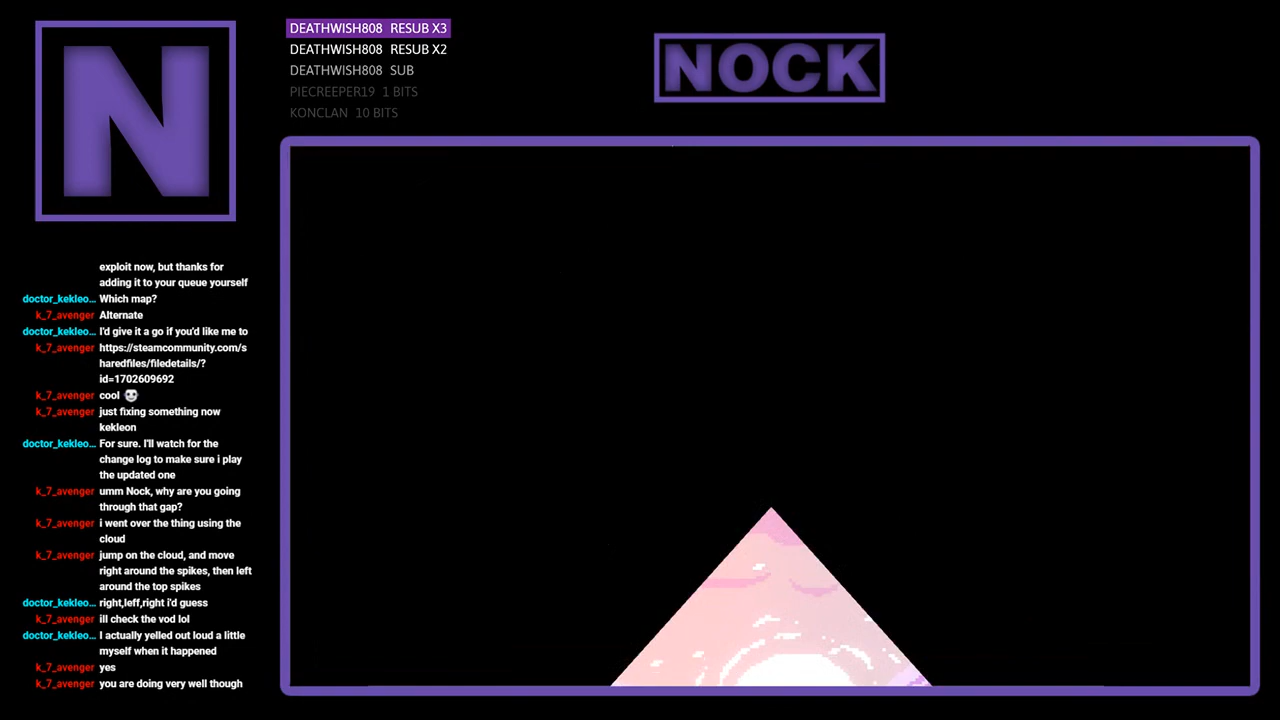 N
DEATHWISH808 RESUB X3
DEATHWISH808 RESUB X2
DEATHWISH808 SUB
PIECREEPER19 1 BITS
KONCLAN 10 BITS
NOCK
exploit now, but thanks for
adding it to your queue yourself
doctor_kekleo... Which map?
k_7_avenger Alternate
doctor_kekleo... I'd give it a go if you'd like me to
k_7_avenger https://steamcommunity.com/s
haredfiles/filedetails/?
id=1702609692
k_7_avenger cool
k_7_avenger just fixing something now
kekleon
doctor_kekleo... For sure. I'll watch for the
change log to make sure i play
the updated one
k_7_avenger umm Nock, why are you going
through that gap?
k_7_avenger i went over the thing using the
cloud
k_7_avenger jump on the cloud, and move
right around the spikes, then left
around the top spikes
doctor_kekleo... right,leff,right i'd guess
k_7_avenger ill check the vod lol
doctor_kekleo... I actually yelled out loud a little
myself when it happened
k_7_avenger yes
k_7_avenger you are doing very well though